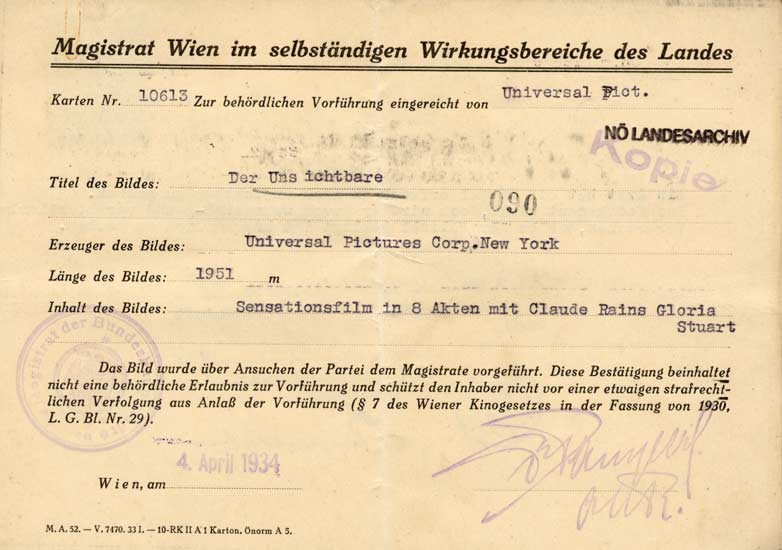 Magistrat Wien im selbständigen Wirkungsbereiche des Landes
Karten Nr. 10613 Zur behördlichen Vorführung eingereicht von Universal Pict.
NÖ LANDESARCHIV
Kopie
Titel des Bildes: Der Unsichtbare
090
Erzeuger des Bildes: Universal Pictures Corp. New York
Länge des Bildes: 1951 m
Inhalt des Bildes: Sensationsfilm in 8 Akten mit Claude Rains Gloria
Stuart
Magistrat der Bundesh
Das Bild wurde über Ansuchen der Partei dem Magistrate vorgeführt. Diese Bestätigung beinhaltet
nicht eine behördliche Erlaubnis zur Vorführung und schützt den Inhaber nicht vor einer etwaigen strafrecht-
lichen Verfolgung aus Anlaß der Vorführung (§ 7 des Wiener Kinogesetzes in der Fassung von 1930,
L. G. Bl. Nr. 29).
4. April 1934
Wien, am
M. A. 52. — V. 7470. 33 I. — 10-RK II A 1 Karton. Önorm A 5.